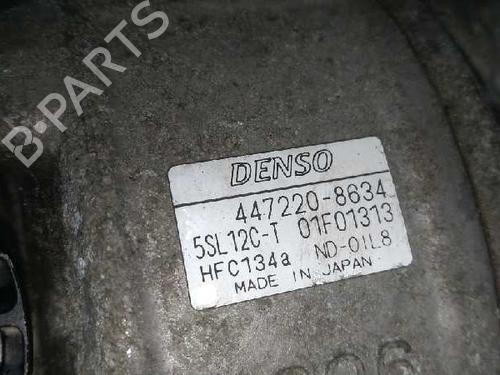 B-PARTS
DENSO
447220-8634
5SL12C-T 01F01313
HFC134a ND-OIL8
MADE IN JAPAN